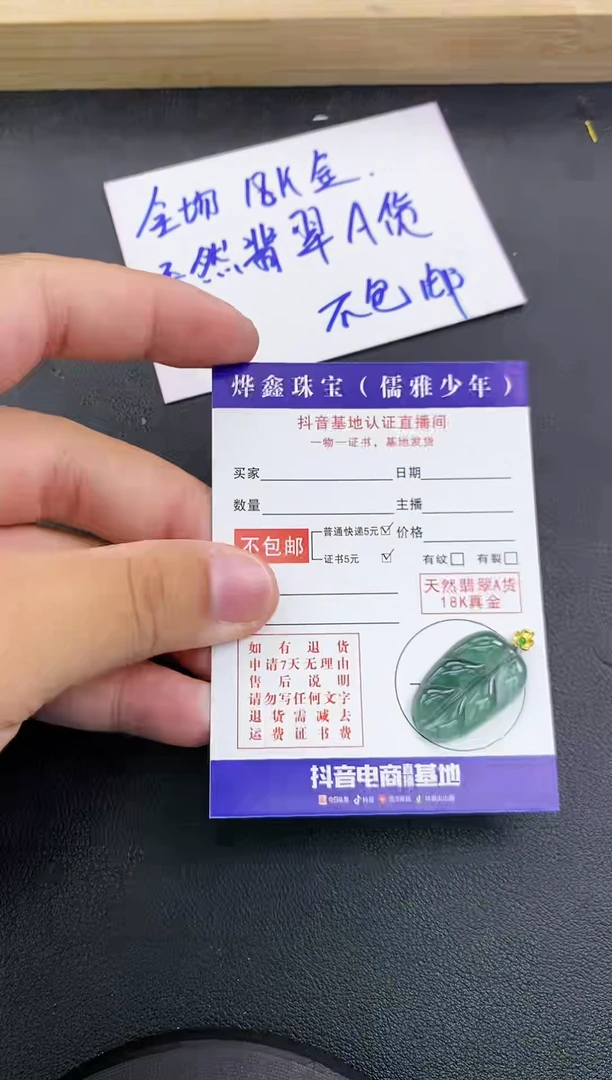 全场 18K金.
天然翡翠A货
不包邮
烨鑫珠宝(儒雅少年)
抖音基地认证直播间
一物一证书,基地发货
买家 日期
数量 主播
不包邮 普通快递5元☑ 价格
证书5元 ☑ 有纹□ 有裂□
天然翡翠A货
18K真金
如有退货
申请7天无理由
售后说明
请勿写任何文字
退货需减去
运费证书费
抖音电商直播基地
抖音